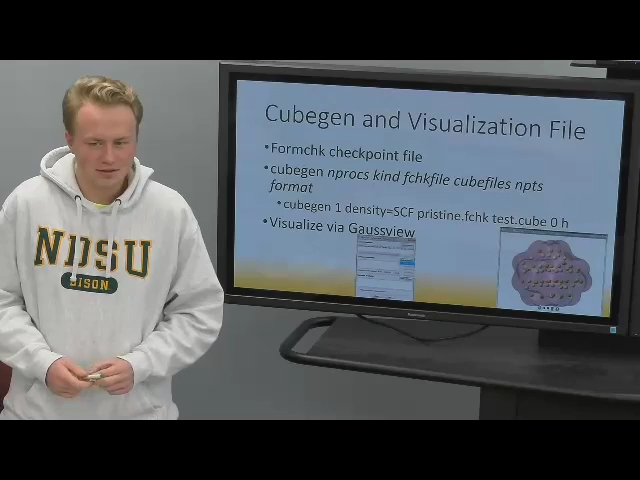 Cubegen and Visualization File
•Formchk checkpoint file
•cubegen nprocs kind fchkfile cubefiles npts
format
•cubegen 1 density=SCF pristine.fchk test.cube 0 h
•Visualize via Gaussview
NDSU
BISON